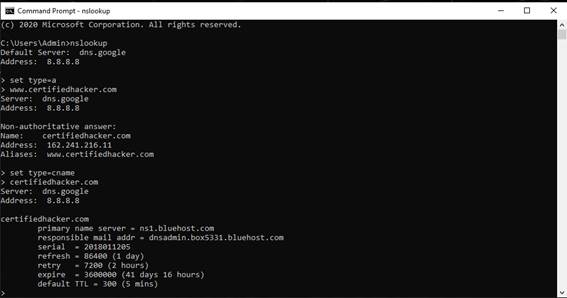 Command Prompt - nslookup
(c) 2020 Microsoft Corporation. All rights reserved.
C:\Users\Admin>nslookup
Default Server:  dns.google
Address:  8.8.8.8
> set type=a
> www.certifiedhacker.com
Server:  dns.google
Address:  8.8.8.8
Non-authoritative answer:
Name:    certifiedhacker.com
Address:  162.241.216.11
Aliases:  www.certifiedhacker.com
> set type=cname
> certifiedhacker.com
Server:  dns.google
Address:  8.8.8.8
certifiedhacker.com
primary name server = ns1.bluehost.com
responsible mail addr = dnsadmin.box5331.bluehost.com
serial  = 2018011205
refresh = 86400 (1 day)
retry   = 7200 (2 hours)
expire  = 3600000 (41 days 16 hours)
default TTL = 300 (5 mins)
>